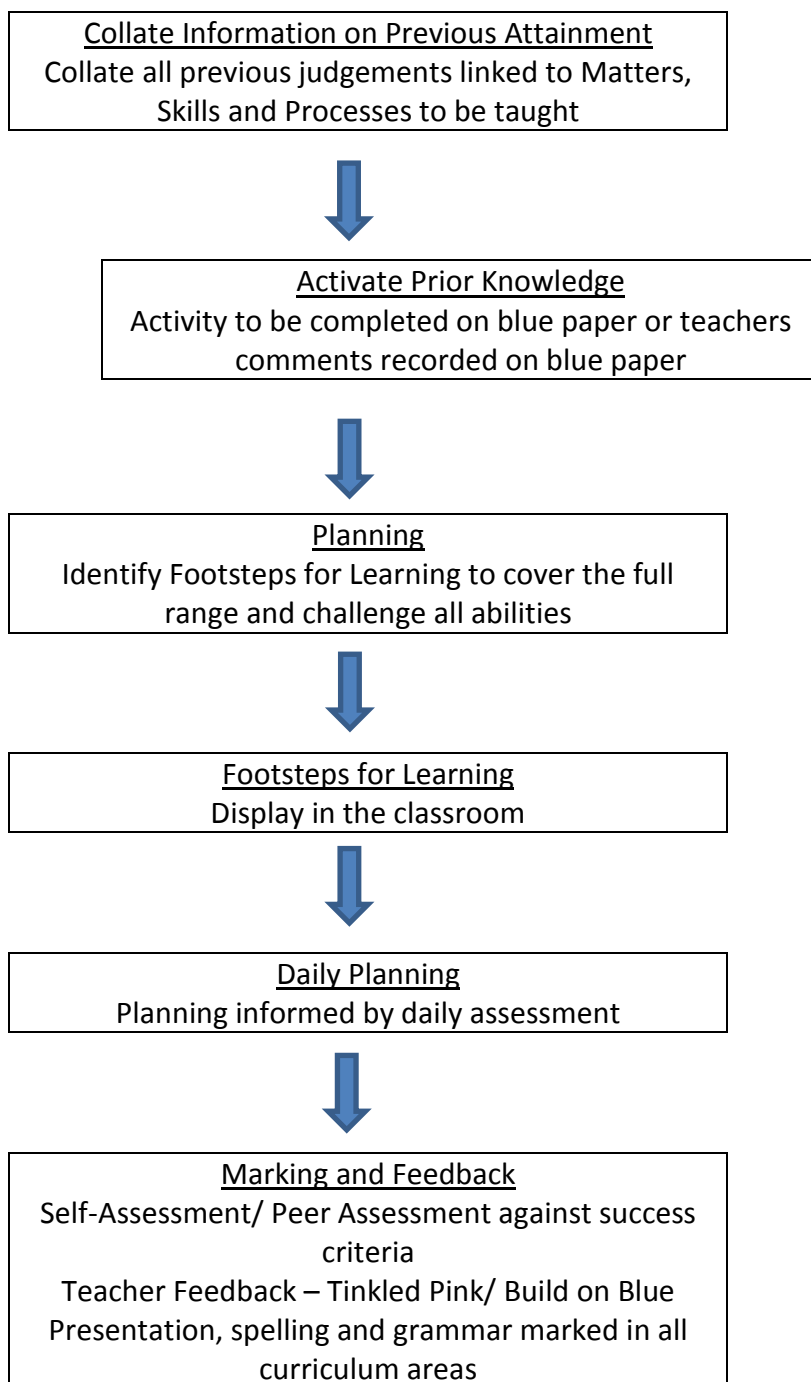 Collate Information on Previous Attainment
Collate all previous judgements linked to Matters,
Skills and Processes to be taught
Activate Prior Knowledge
Activity to be completed on blue paper or teachers
comments recorded on blue paper
Planning
Identify Footsteps for Learning to cover the full
range and challenge all abilities
Footsteps for Learning
Display in the classroom
Daily Planning
Planning informed by daily assessment
Marking and Feedback
Self-Assessment/ Peer Assessment against success
criteria
Teacher Feedback – Tinkled Pink/ Build on Blue
Presentation, spelling and grammar marked in all
curriculum areas